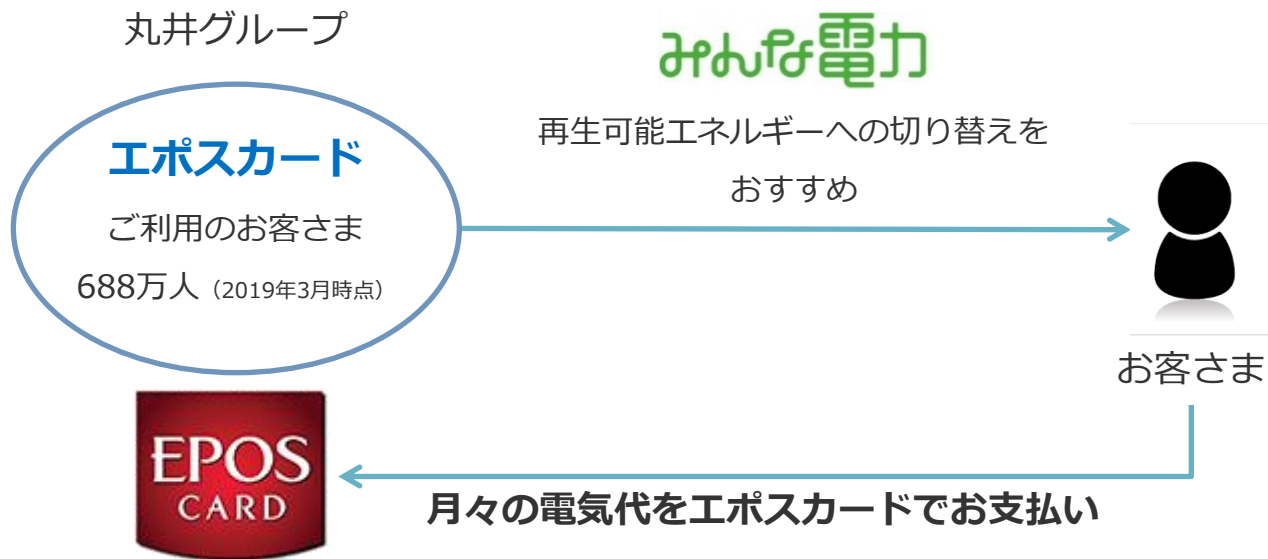 丸井グループ
みんな電力
エポスカード
ご利用のお客さま
688万人（2019年3月時点）
再生可能エネルギーへの切り替えを
おすすめ
お客さま
EPOS
CARD
月々の電気代をエポスカードでお支払い